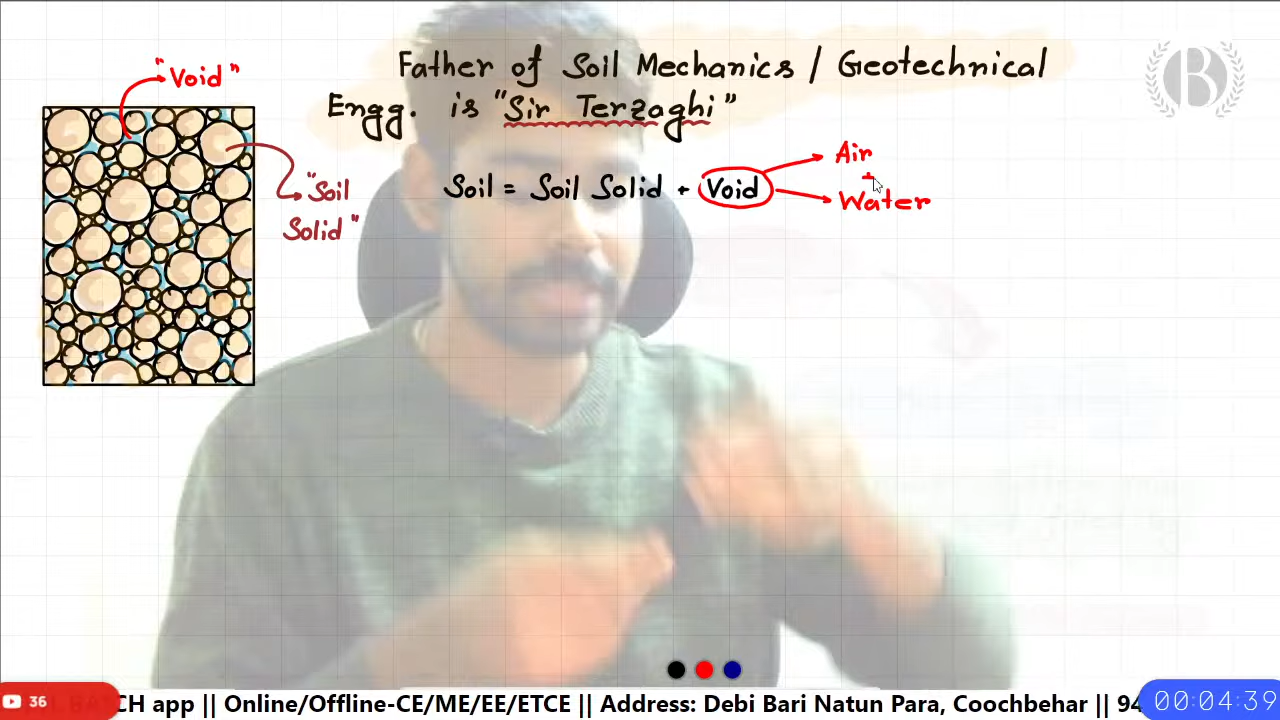 "Void"
Father of Soil Mechanics / Geotechnical
Engg. is "Sir Terzaghi"
Air
+
Soil = Soil Solid + Void
Water
"Soil
Solid"
B
36
CH app || Online/Offline-CE/ME/EE/ETCE || Address: Debi Bari Natun Para, Coochbehar || 94
00:04:39